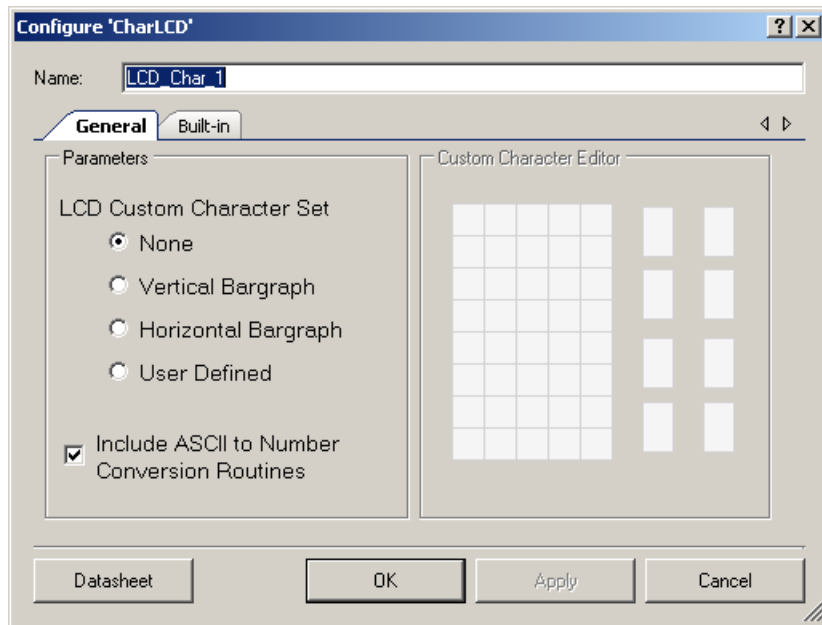 Configure 'CharLCD'
Name: LCD_Char_1
General Built-in
Parameters
Custom Character Editor
LCD Custom Character Set
None
Vertical Bargraph
Horizontal Bargraph
User Defined
Include ASCII to Number
Conversion Routines
Datasheet OK Apply Cancel